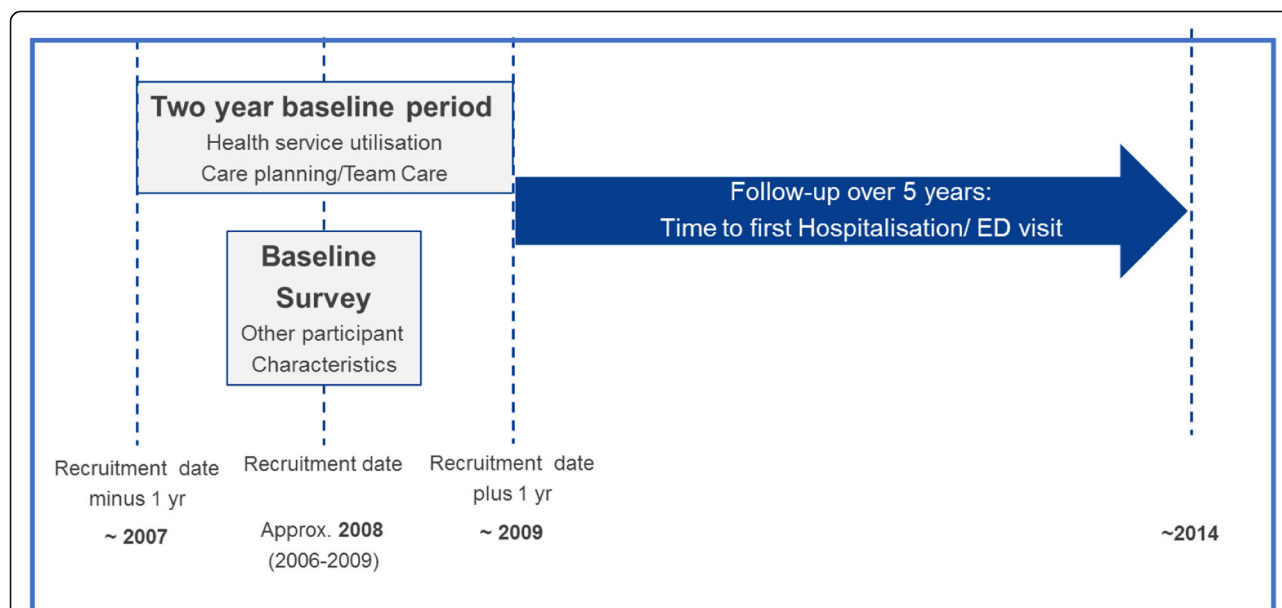 Two year baseline period
Health service utilisation
Care planning/Team Care
Follow-up over 5 years:
Time to first Hospitalisation/ ED visit
Baseline
Survey
Other participant
Characteristics
Recruitment date
minus 1 yr
~ 2007
Recruitment date
Approx. 2008
(2006-2009)
Recruitment date
plus 1 yr
~ 2009
~2014